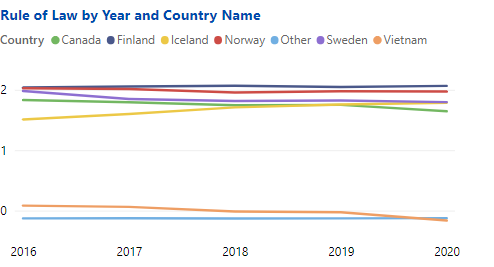 Rule of Law by Year and Country Name
Country Canada Finland Iceland Norway Other Sweden Vietnam
2
1
0
2016 2017 2018 2019 2020